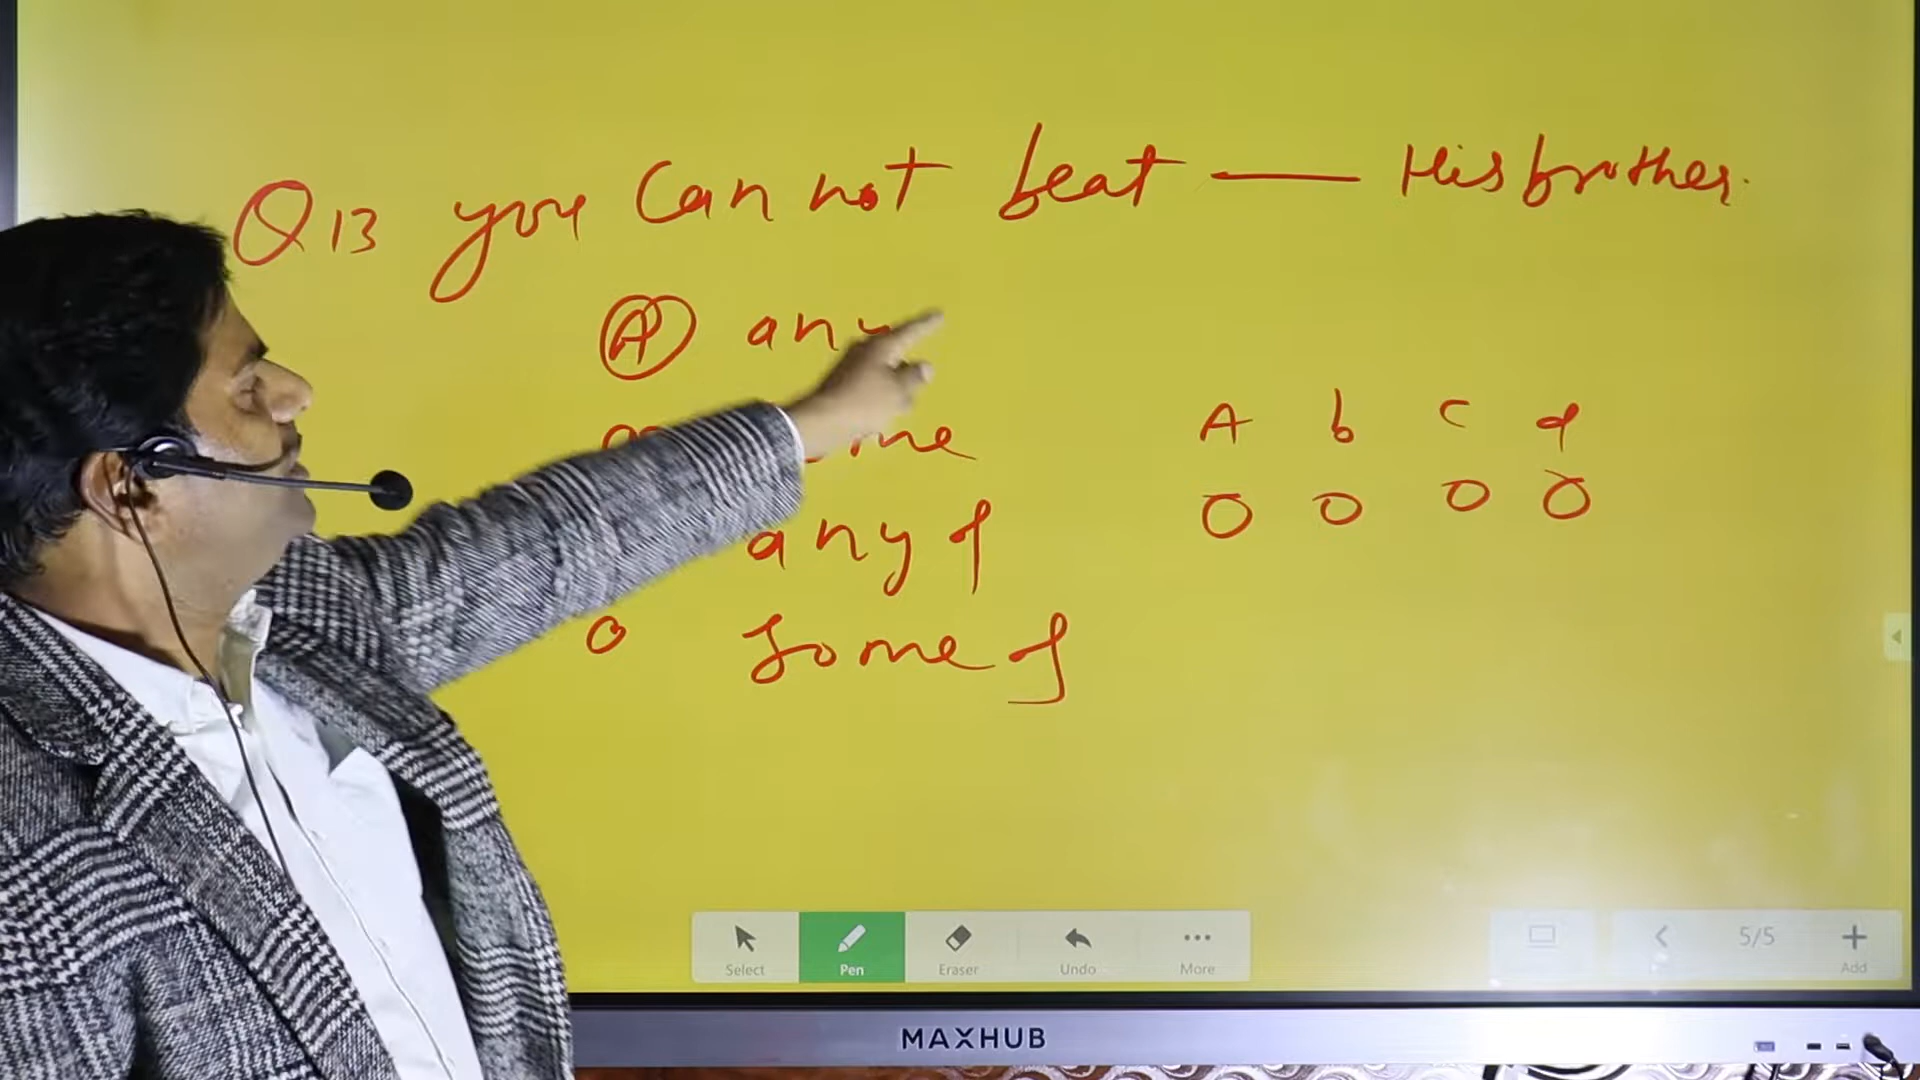 Q13 you Can not beat — His brother.
A any
A b C d
any of
Some of
Select Pen Eraser Undo More 5/5 Add
MAXHUB